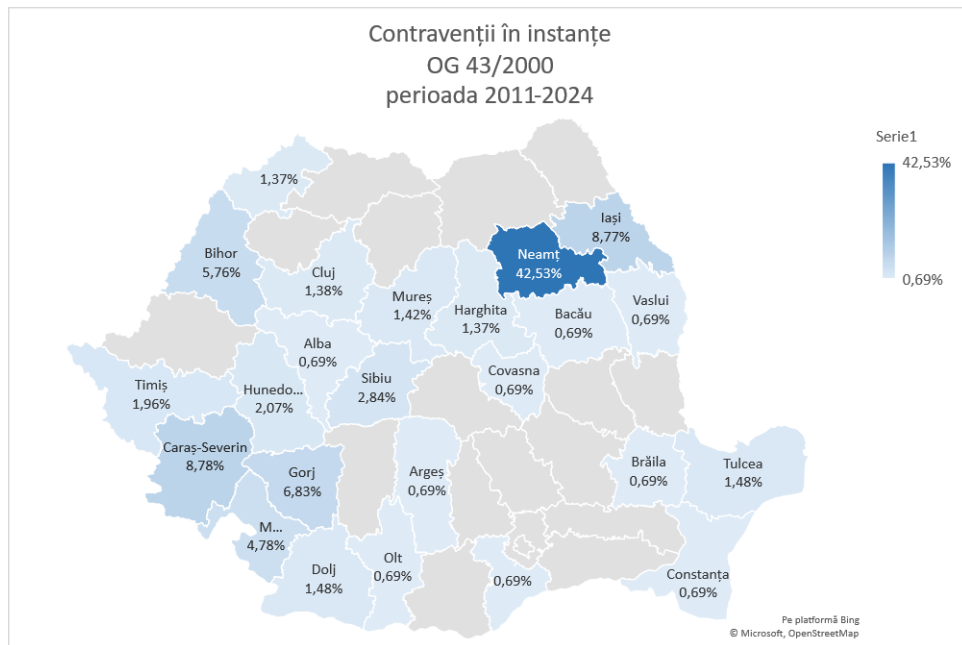 Contravenții în instanțe
OG 43/2000
perioada 2011-2024
Serie1
42,53%
0,69%
1,37%
Iași
8,77%
Bihor
5,76%
Neamț
42,53%
Cluj
1,38%
Mureș
1,42%
Harghita
1,37%
Bacău
0,69%
Vaslui
0,69%
Alba
0,69%
Covasna
0,69%
Sibiu
2,84%
Timiș
1,96%
Hunedo...
2,07%
Caraș-Severin
8,78%
Gorj
6,83%
Argeș
0,69%
Brăila
0,69%
Tulcea
1,48%
M...
4,78%
Dolj
1,48%
Olt
0,69%
0,69%
Constanța
0,69%
Pe platformă Bing
© Microsoft, OpenStreetMap